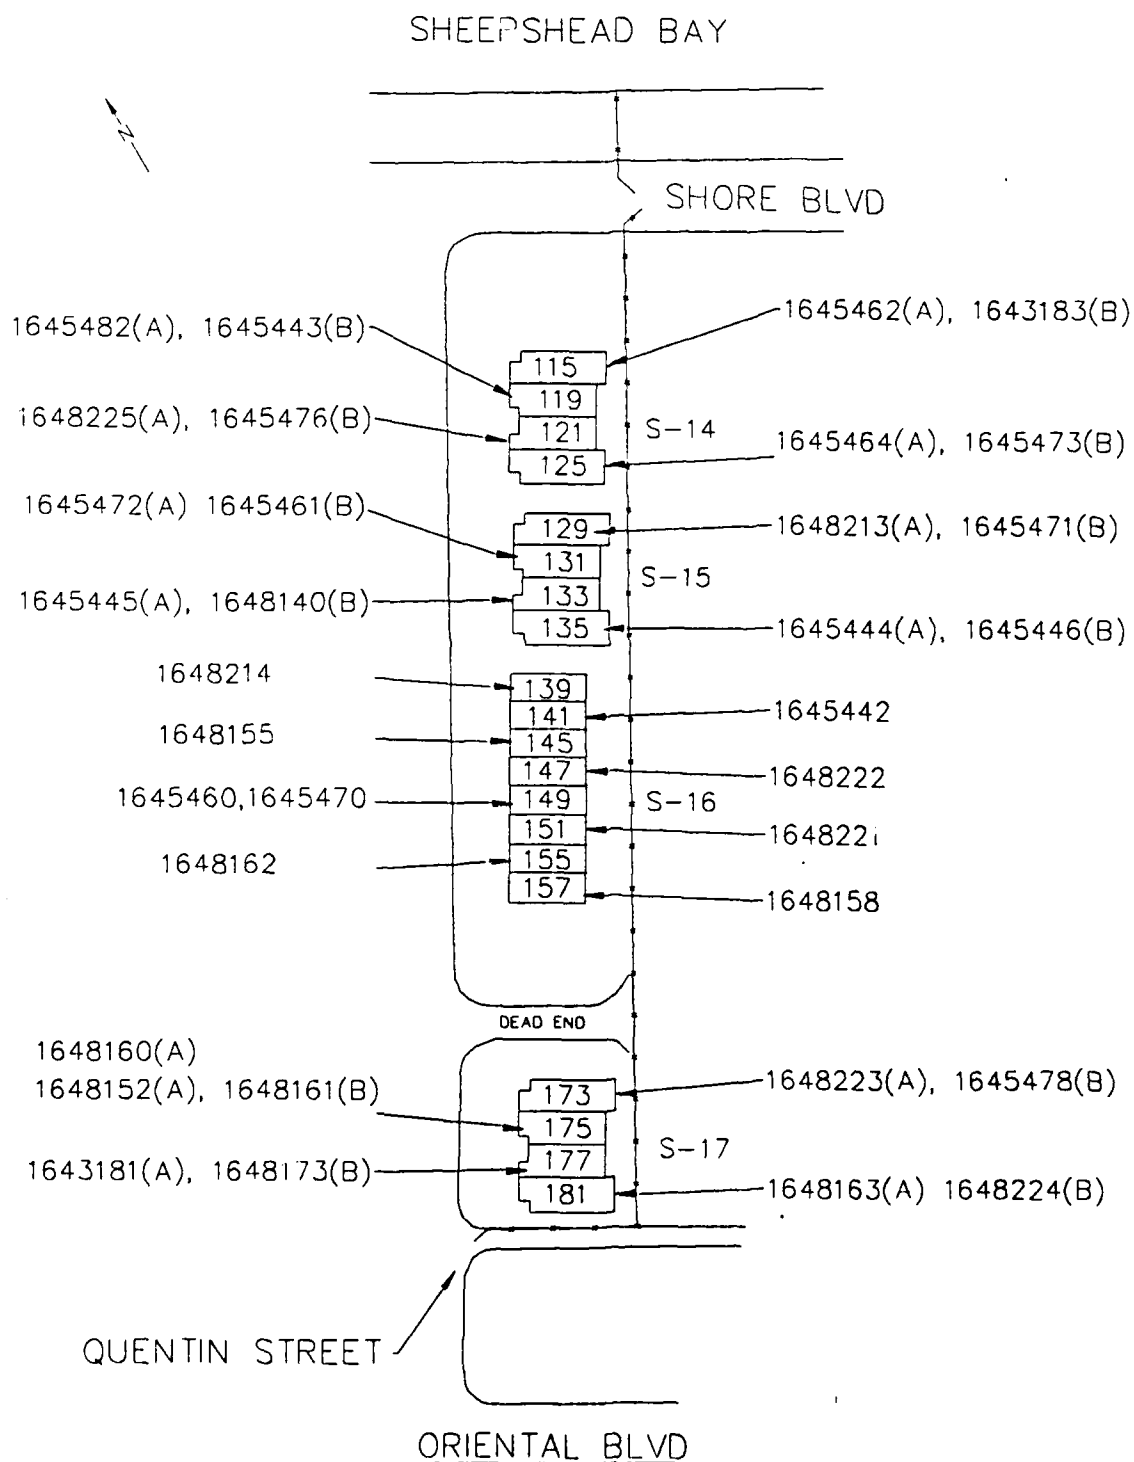 SHEEPSHEAD BAY
N
SHORE BLVD
1645462(A), 1643183(B)
1645482(A), 1645443(B)
115
119
1648225(A), 1645476(B)
121
S-14
125
1645464(A), 1645473(B)
1645472(A) 1645461(B)
129
1648213(A), 1645471(B)
131
S-15
1645445(A), 1648140(B)
133
135
1645444(A), 1645446(B)
1648214
139
141
1645442
1648155
145
147
1648222
1645460,1645470
149
S-16
151
1648221
1648162
155
157
1648158
DEAD END
1648160(A)
1648152(A), 1648161(B)
173
1648223(A), 1645478(B)
175
S-17
1643181(A), 1648173(B)
177
181
1648163(A) 1648224(B)
QUENTIN STREET
ORIENTAL BLVD